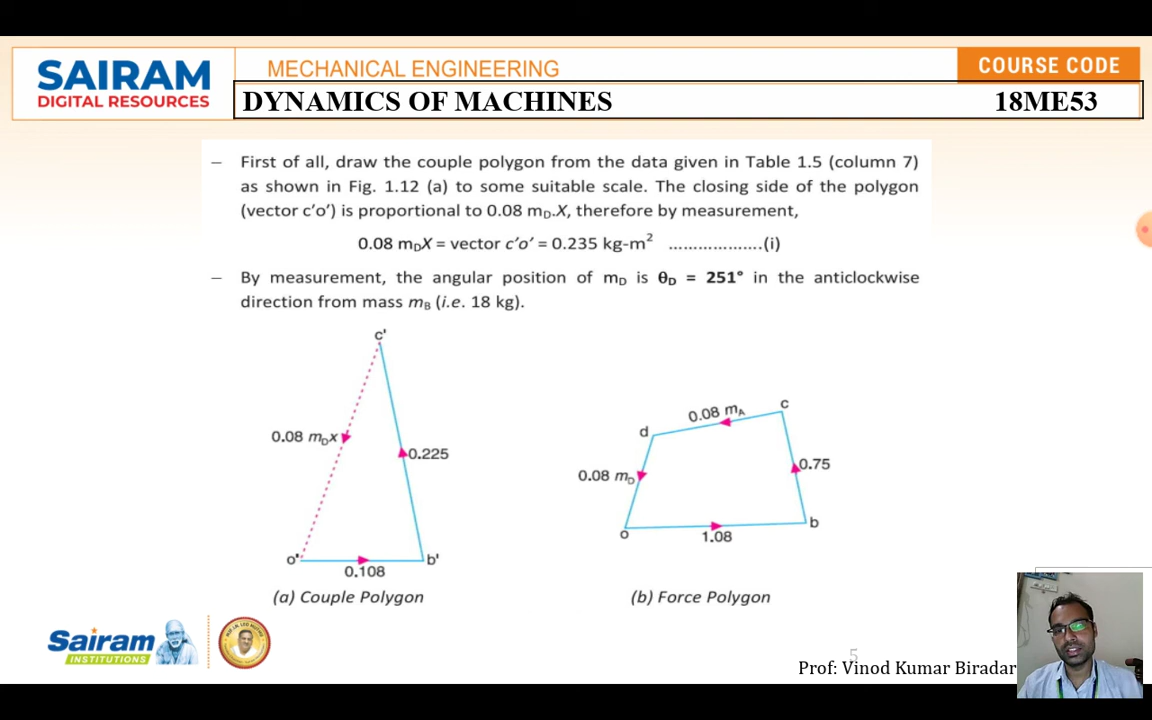 SAIRAM
DIGITAL RESOURCES
MECHANICAL ENGINEERING
COURSE CODE
DYNAMICS OF MACHINES
18ME53
– First of all, draw the couple polygon from the data given in Table 1.5 (column 7)
as shown in Fig. 1.12 (a) to some suitable scale. The closing side of the polygon
(vector c'o') is proportional to 0.08 mD.X, therefore by measurement,
0.08 mDX = vector c'o' = 0.235 kg-m² ...................(i)
– By measurement, the angular position of mD is θD = 251° in the anticlockwise
direction from mass mB (i.e. 18 kg).
c'
0.08 mDx
0.225
o'
b'
0.108
(a) Couple Polygon
c
0.08 mA
d
0.75
0.08 mD
b
o
1.08
(b) Force Polygon
Sairam
INSTITUTIONS
5
Prof: Vinod Kumar Biradar